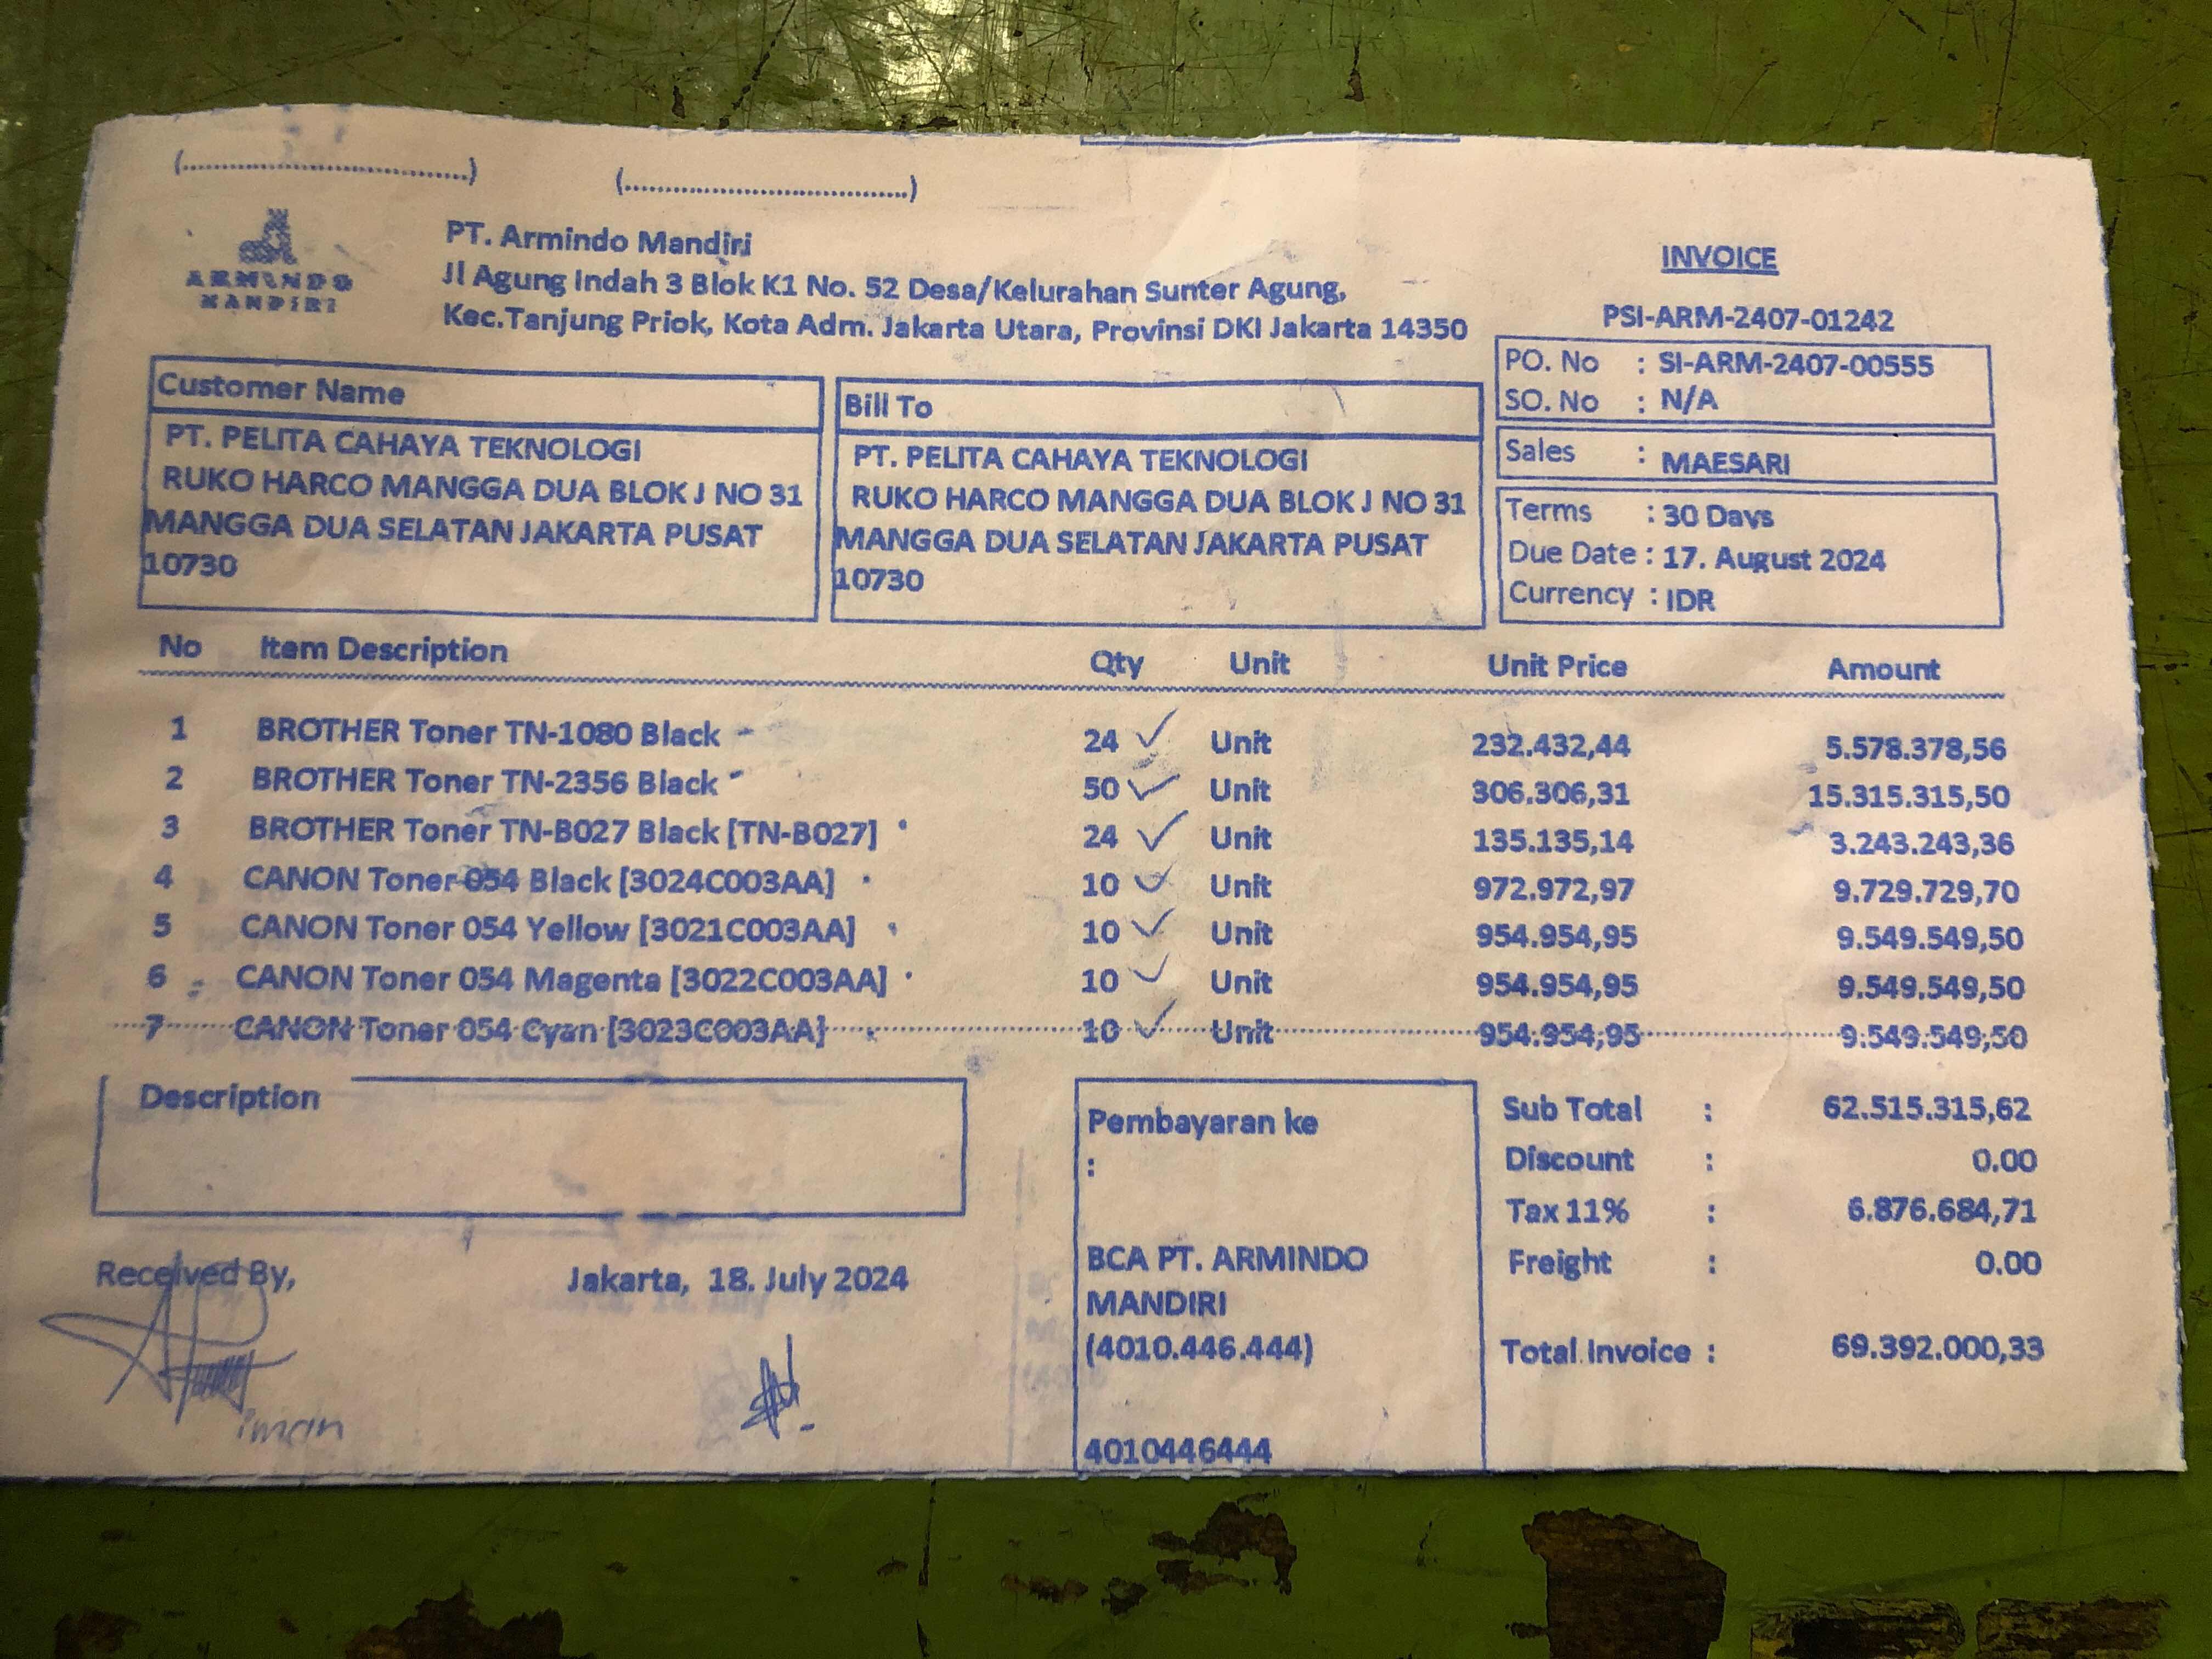 (................................) (................................)
ARMINDO
MANDIRI
PT. Armindo Mandiri
Jl Agung Indah 3 Blok K1 No. 52 Desa/Kelurahan Sunter Agung,
Kec.Tanjung Priok, Kota Adm. Jakarta Utara, Provinsi DKI Jakarta 14350
INVOICE
PSI-ARM-2407-01242
PO. No : SI-ARM-2407-00555
SO. No : N/A
Sales : MAESARI
Terms : 30 Days
Due Date : 17. August 2024
Currency : IDR
Customer Name
PT. PELITA CAHAYA TEKNOLOGI
RUKO HARCO MANGGA DUA BLOK J NO 31
MANGGA DUA SELATAN JAKARTA PUSAT
10730
Bill To
PT. PELITA CAHAYA TEKNOLOGI
RUKO HARCO MANGGA DUA BLOK J NO 31
MANGGA DUA SELATAN JAKARTA PUSAT
10730
No Item Description Qty Unit Unit Price Amount
1 BROTHER Toner TN-1080 Black 24 Unit 232.432,44 5.578.378,56
2 BROTHER Toner TN-2356 Black 50 Unit 306.306,31 15.315.315,50
3 BROTHER Toner TN-B027 Black [TN-B027] 24 Unit 135.135,14 3.243.243,36
4 CANON Toner 054 Black [3024C003AA] 10 Unit 972.972,97 9.729.729,70
5 CANON Toner 054 Yellow [3021C003AA] 10 Unit 954.954,95 9.549.549,50
6 CANON Toner 054 Magenta [3022C003AA] 10 Unit 954.954,95 9.549.549,50
7 CANON Toner 054 Cyan [3023C003AA] 10 Unit 954.954,95 9.549.549,50
Description
Received By,
iman
Jakarta, 18. July 2024
Pembayaran ke
:
BCA PT. ARMINDO
MANDIRI
(4010.446.444)
4010446444
Sub Total : 62.515.315,62
Discount : 0.00
Tax 11% : 6.876.684,71
Freight : 0.00
Total Invoice : 69.392.000,33